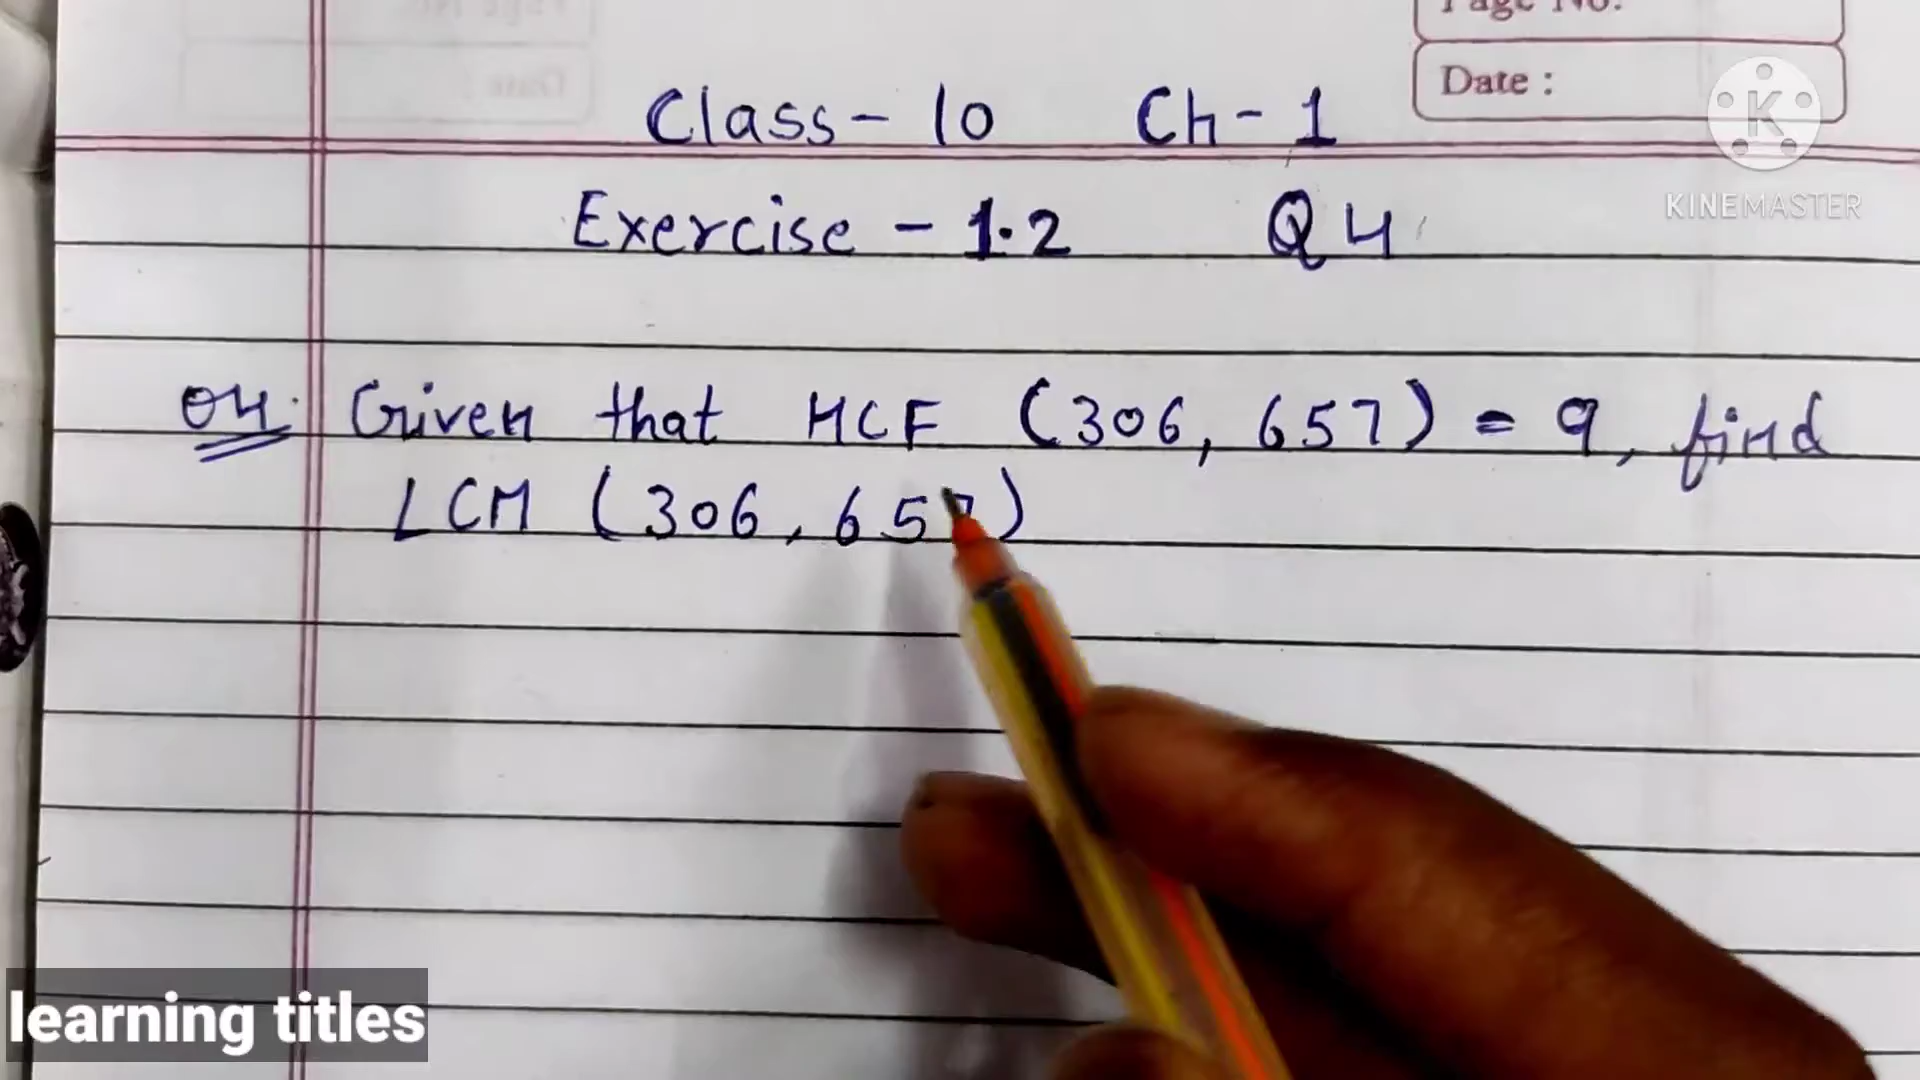 Page No.
Date :
Class - 10 Ch - 1
KINEMASTER
Exercise - 1.2 Q4
Q4. Given that HCF (306, 657) = 9, find
LCM (306, 657)
learning titles